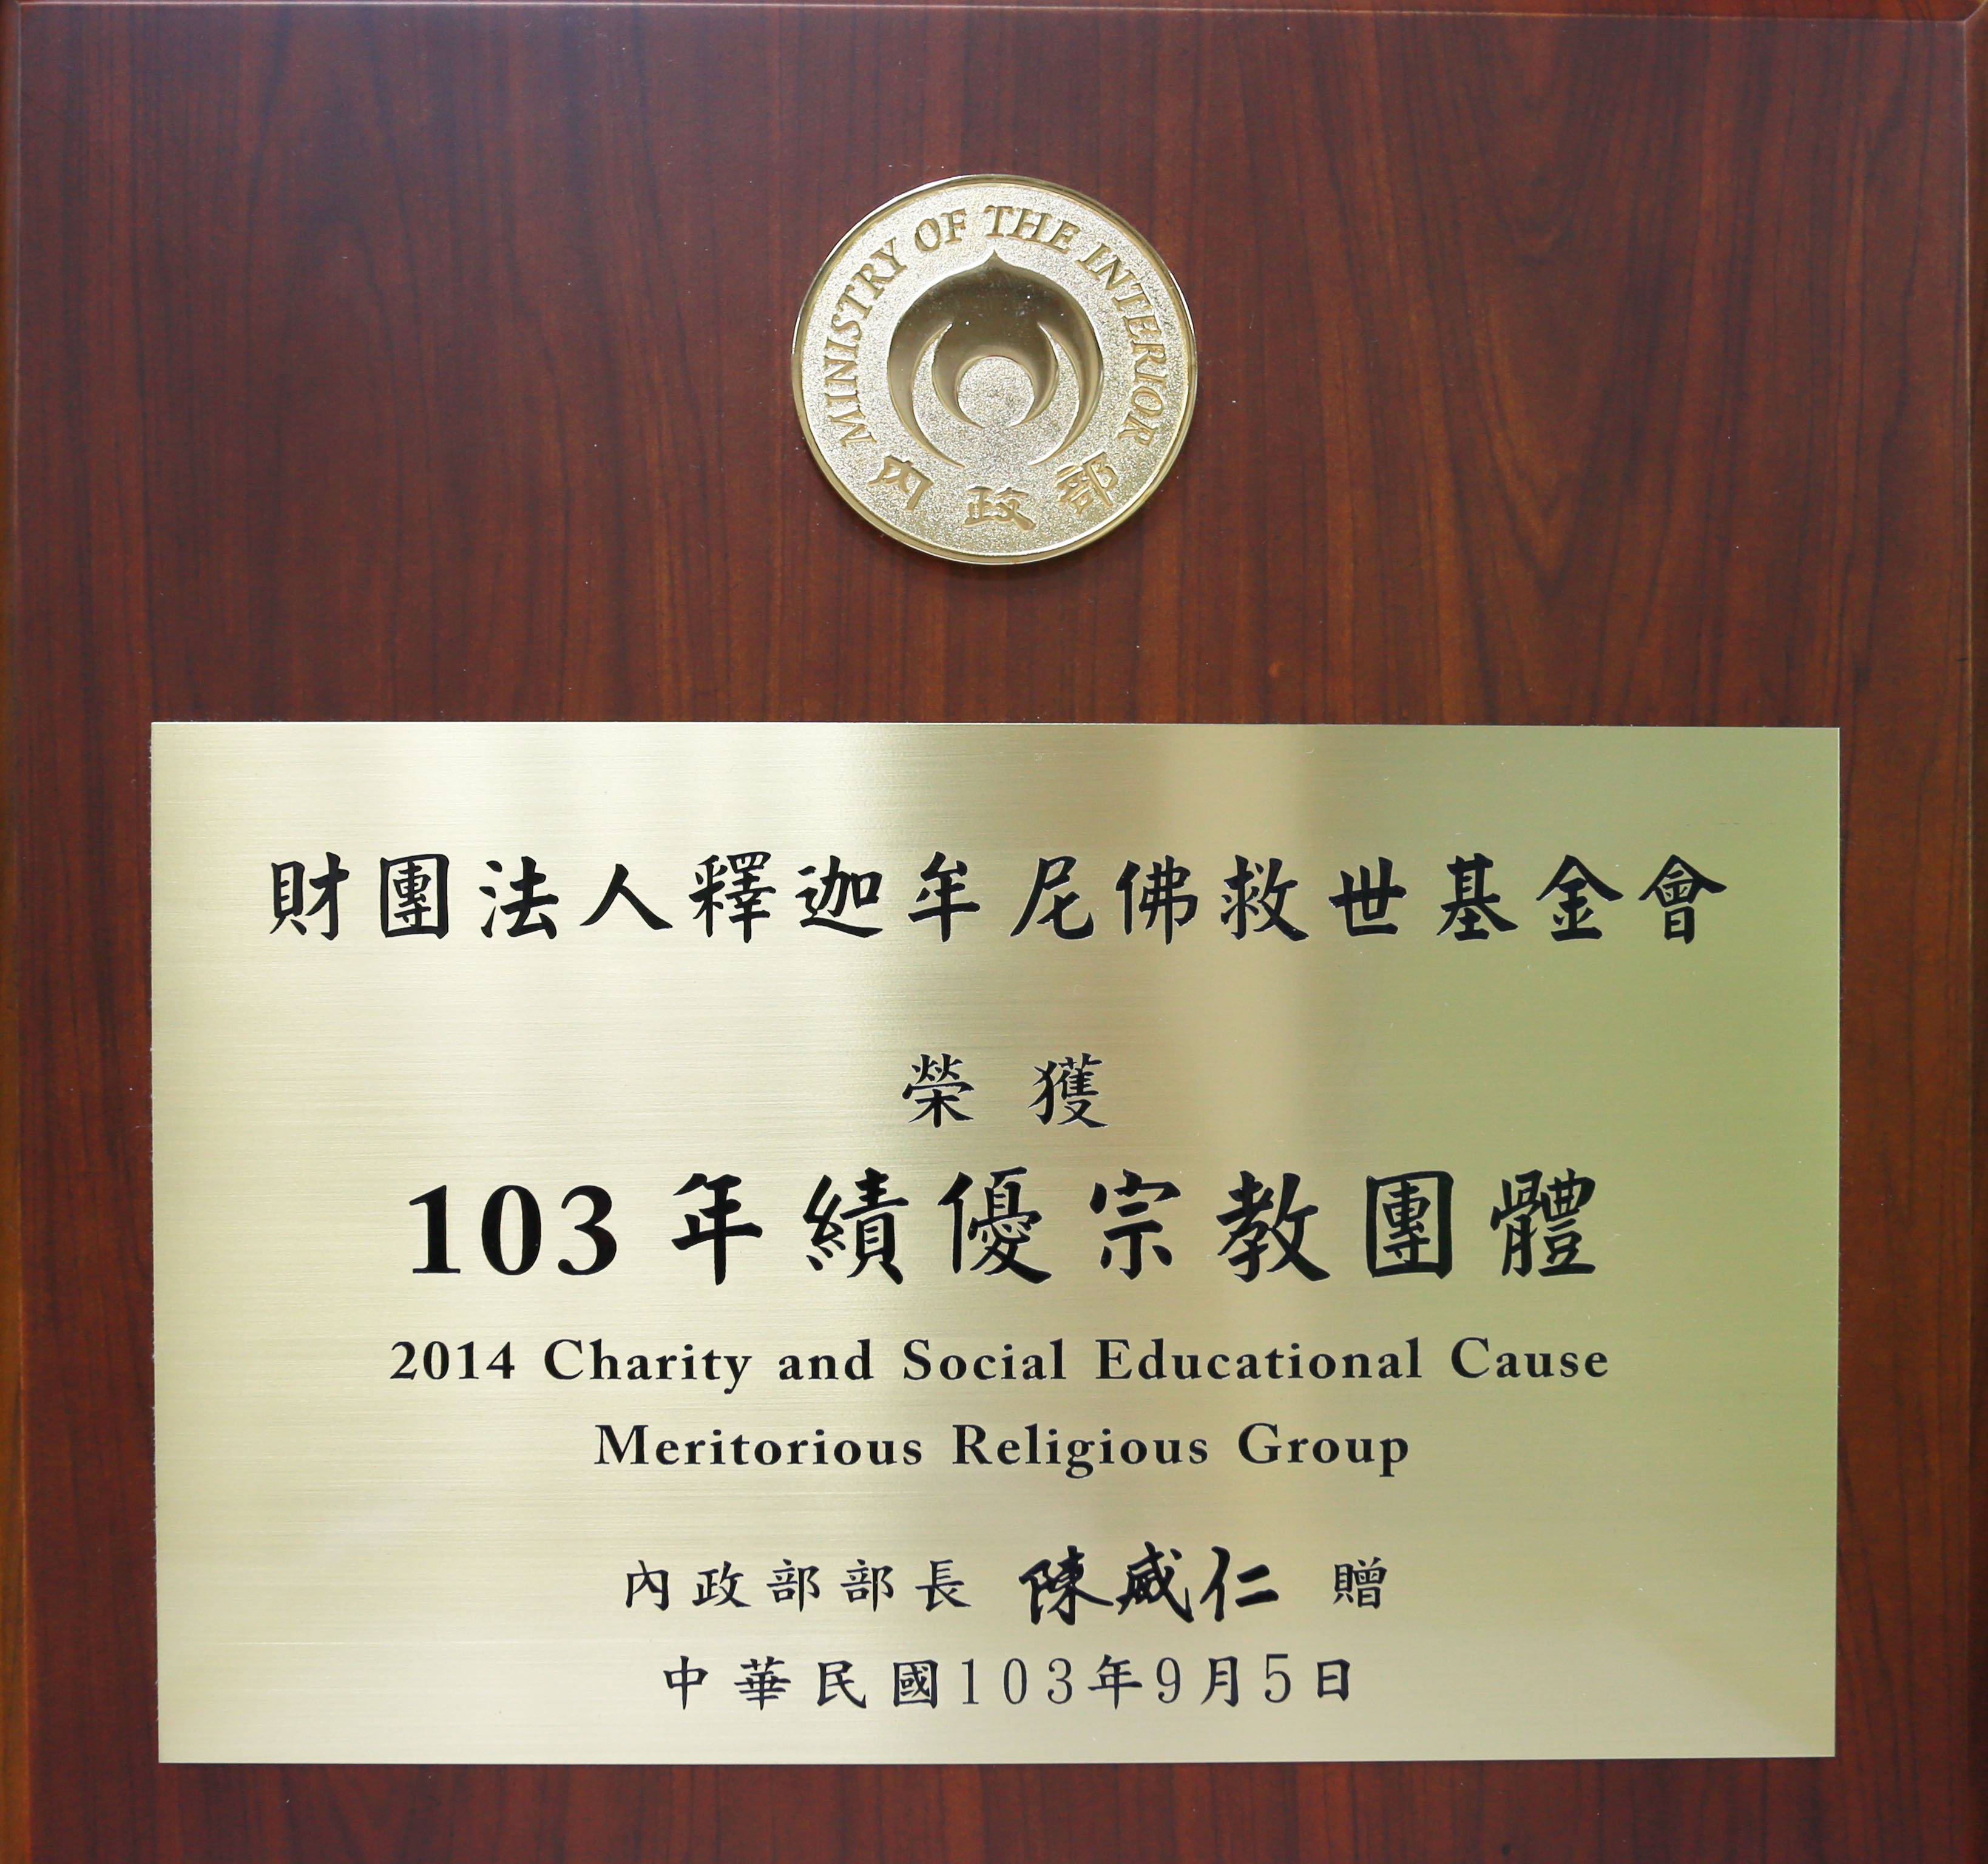 MINISTRY OF THE INTERIOR
內政部
財團法人釋迦牟尼佛救世基金會
榮獲
103年績優宗教團體
2014 Charity and Social Educational Cause
Meritorious Religious Group
內政部部長 陳威仁 贈
中華民國103年9月5日